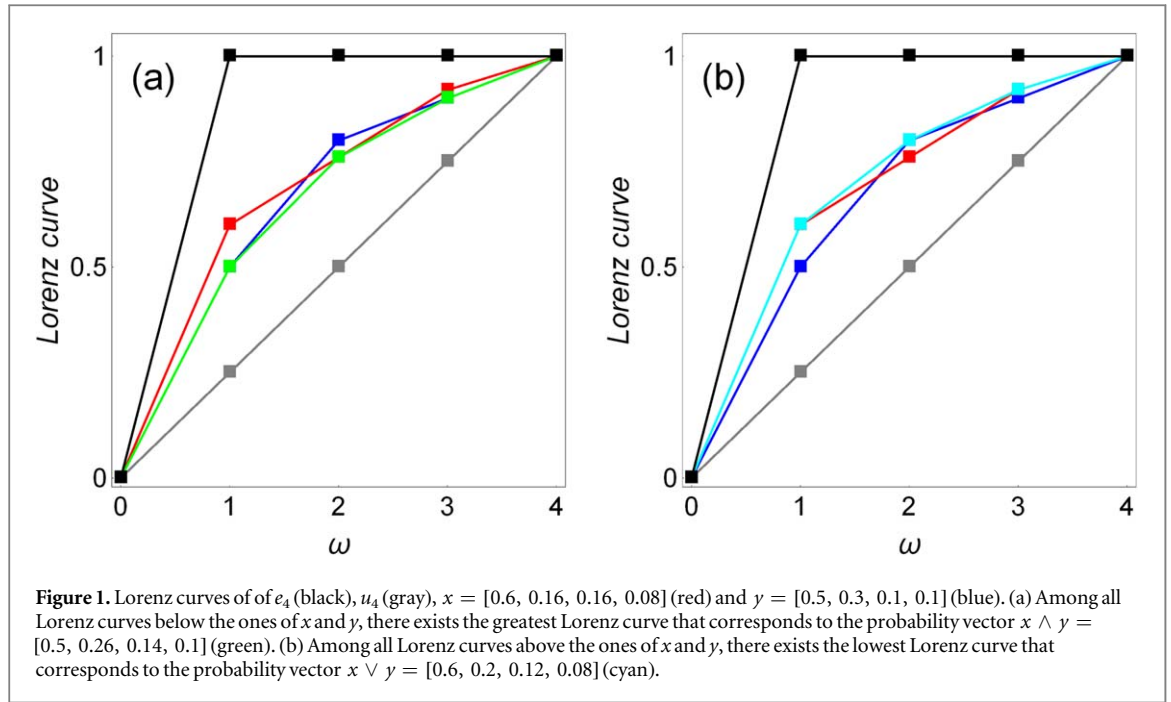 (a)
1
0.5
0
Lorenz curve
0 1 2 3 4
ω
(b)
1
0.5
0
Lorenz curve
0 1 2 3 4
ω
Figure 1. Lorenz curves of of e₄ (black), u₄ (gray), x = [0.6, 0.16, 0.16, 0.08] (red) and y = [0.5, 0.3, 0.1, 0.1] (blue). (a) Among all
Lorenz curves below the ones of x and y, there exists the greatest Lorenz curve that corresponds to the probability vector x ∧ y =
[0.5, 0.26, 0.14, 0.1] (green). (b) Among all Lorenz curves above the ones of x and y, there exists the lowest Lorenz curve that
corresponds to the probability vector x ∨ y = [0.6, 0.2, 0.12, 0.08] (cyan).